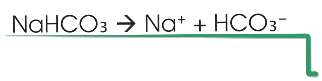 NaHCO₃ → Na⁺ + HCO₃⁻